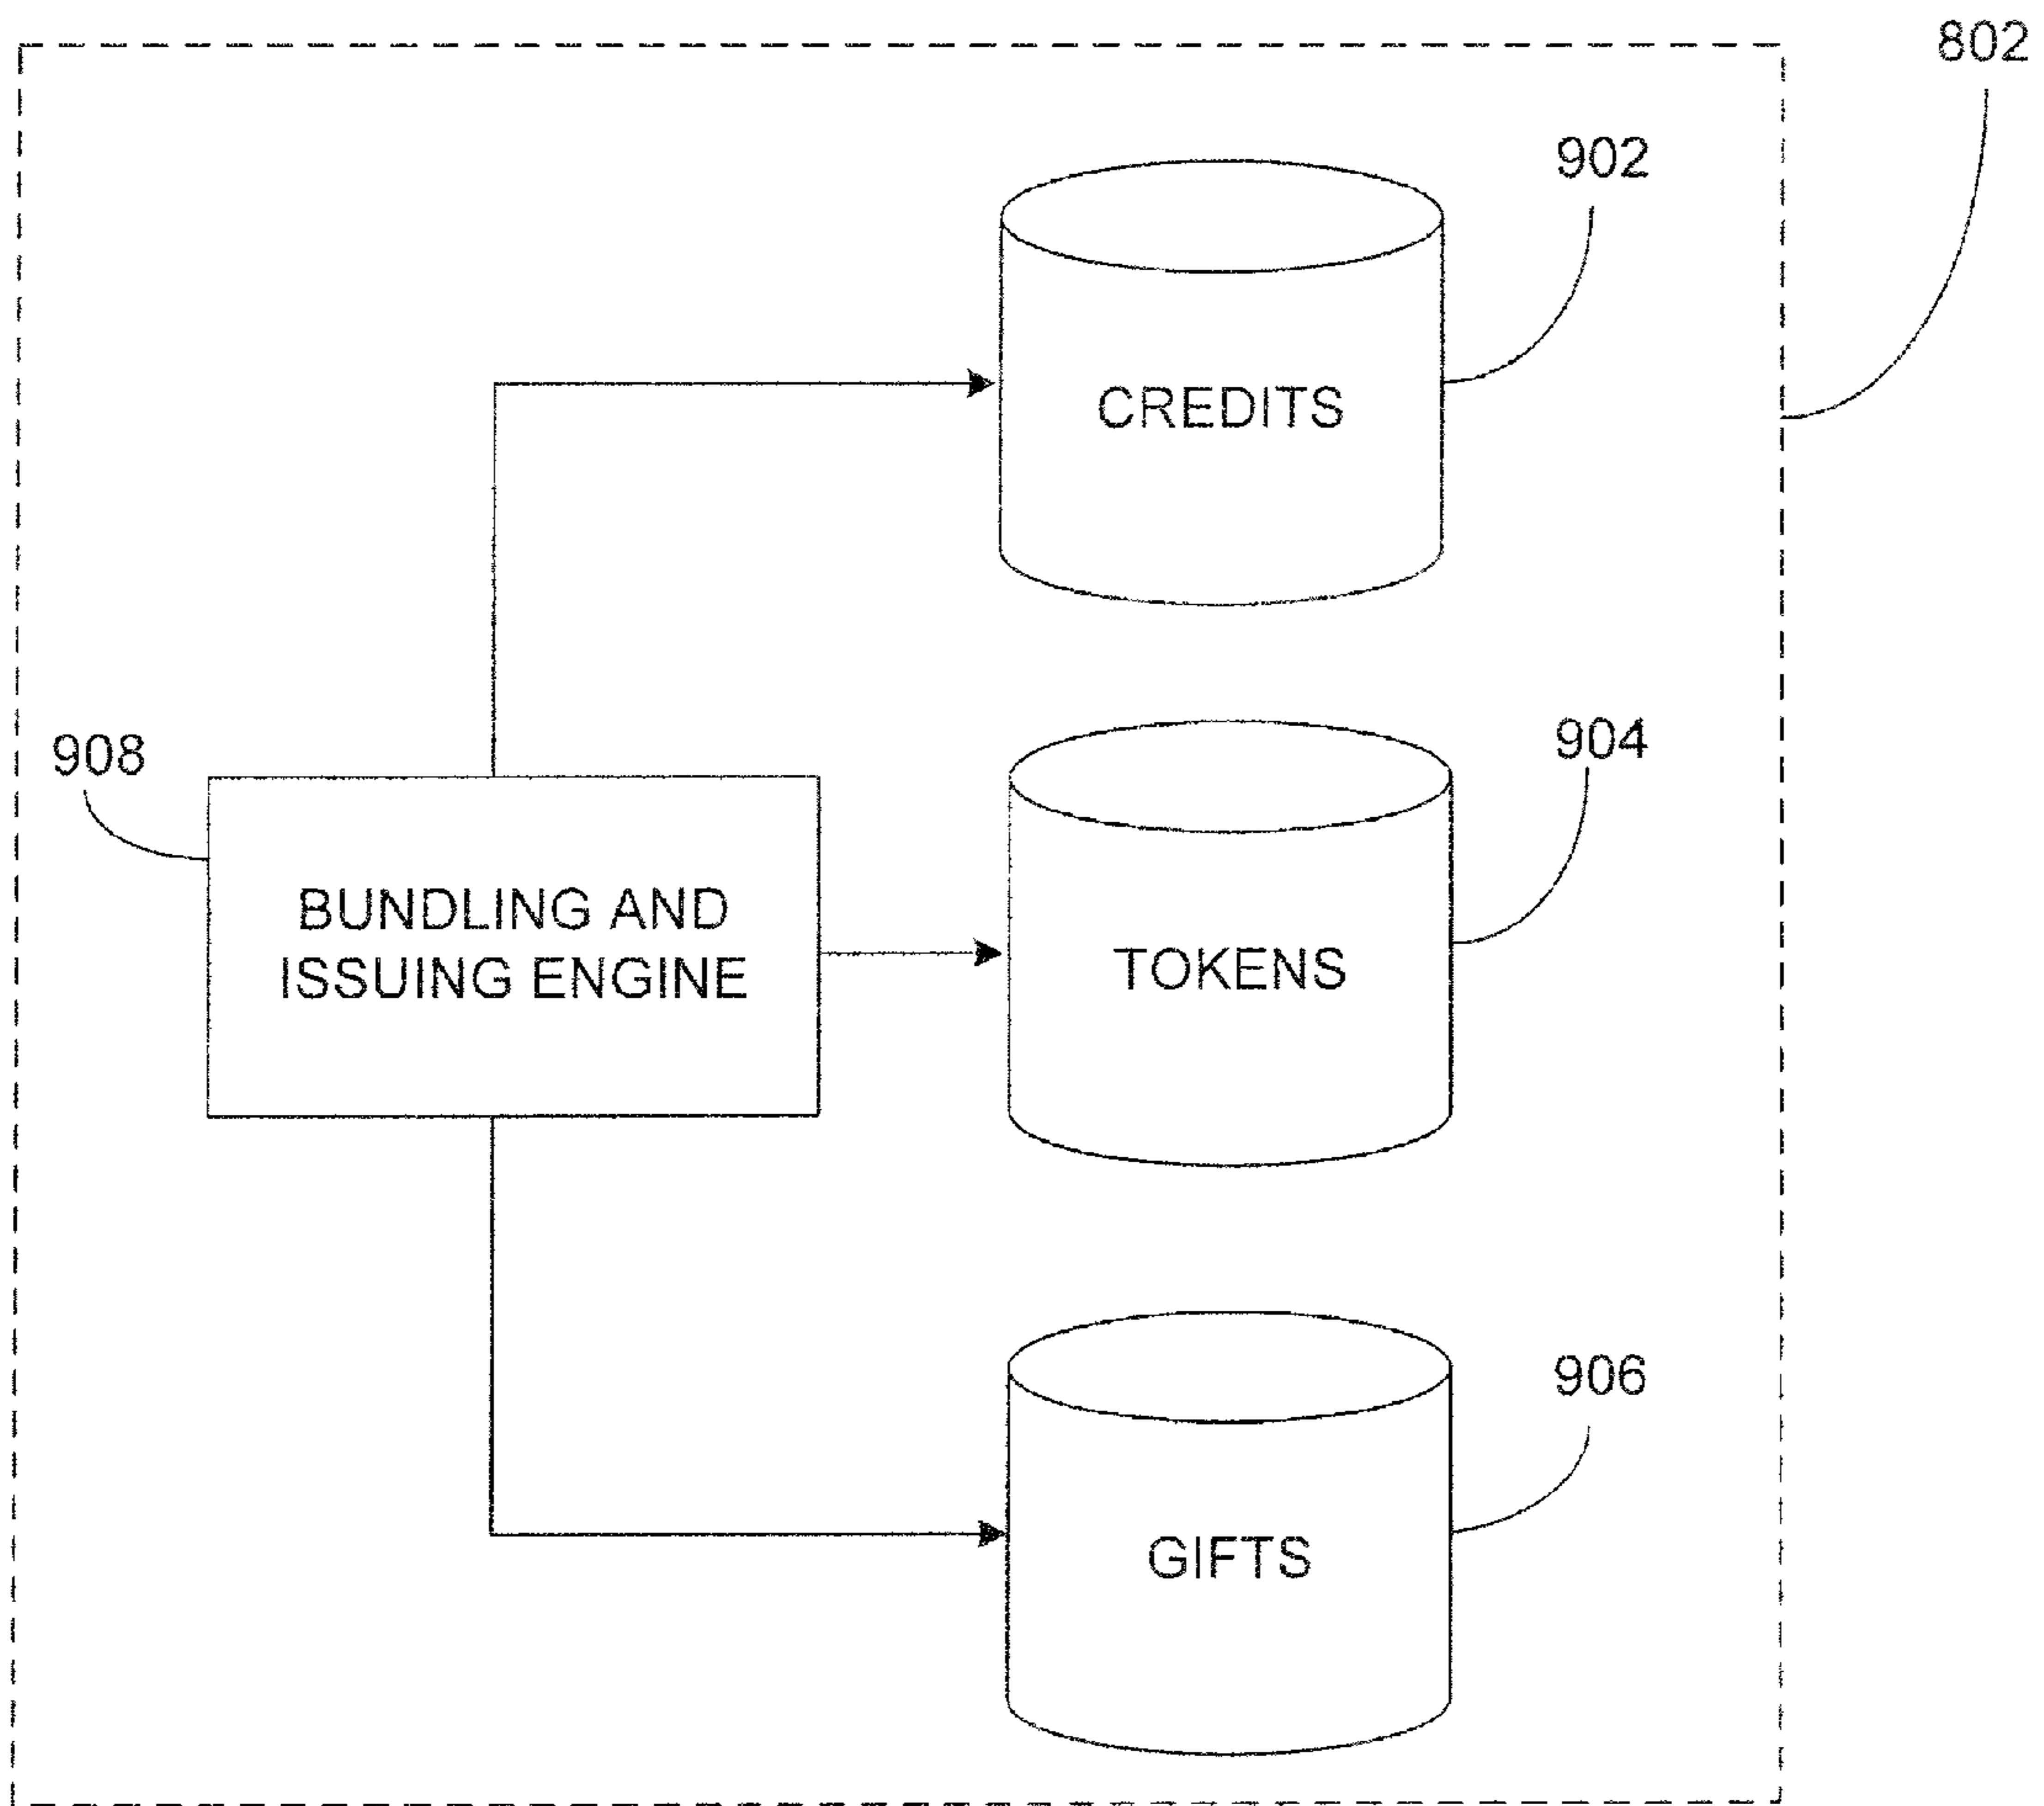 802
902
CREDITS
908
904
BUNDLING AND
ISSUING ENGINE
TOKENS
906
GIFTS